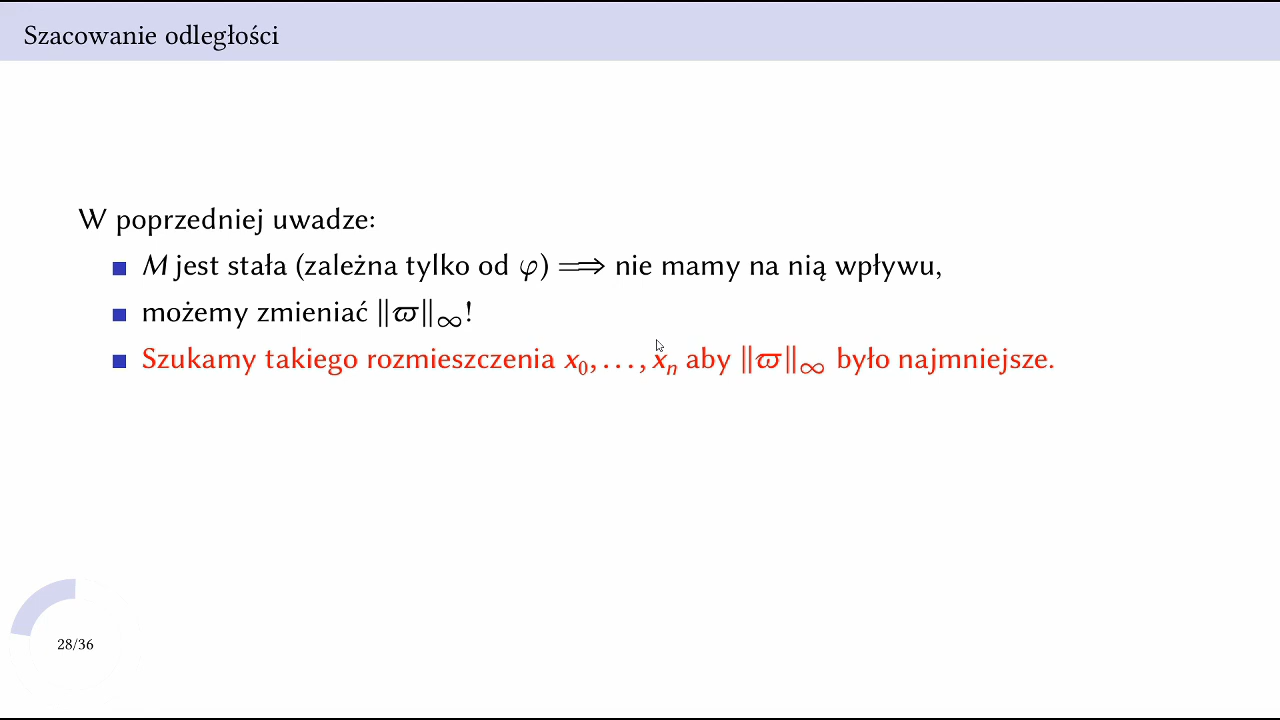 Szacowanie odległości
W poprzedniej uwadze:
M jest stała (zależna tylko od φ) ⟹ nie mamy na nią wpływu,
możemy zmieniać ‖ϖ‖∞!
Szukamy takiego rozmieszczenia x₀, . . . , xₙ aby ‖ϖ‖∞ było najmniejsze.
28/36